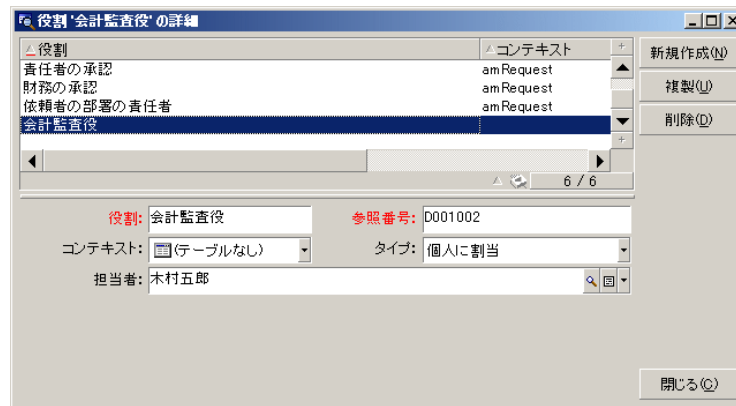 役割 '会計監査役' の詳細
役割 コンテキスト
責任者の承認 amRequest
財務の承認 amRequest
依頼者の部署の責任者 amRequest
会計監査役
6 / 6
新規作成(N)
複製(U)
削除(D)
役割: 会計監査役 参照番号: D001002
コンテキスト: (テーブルなし) タイプ: 個人に割当
担当者: 木村五郎
閉じる(C)